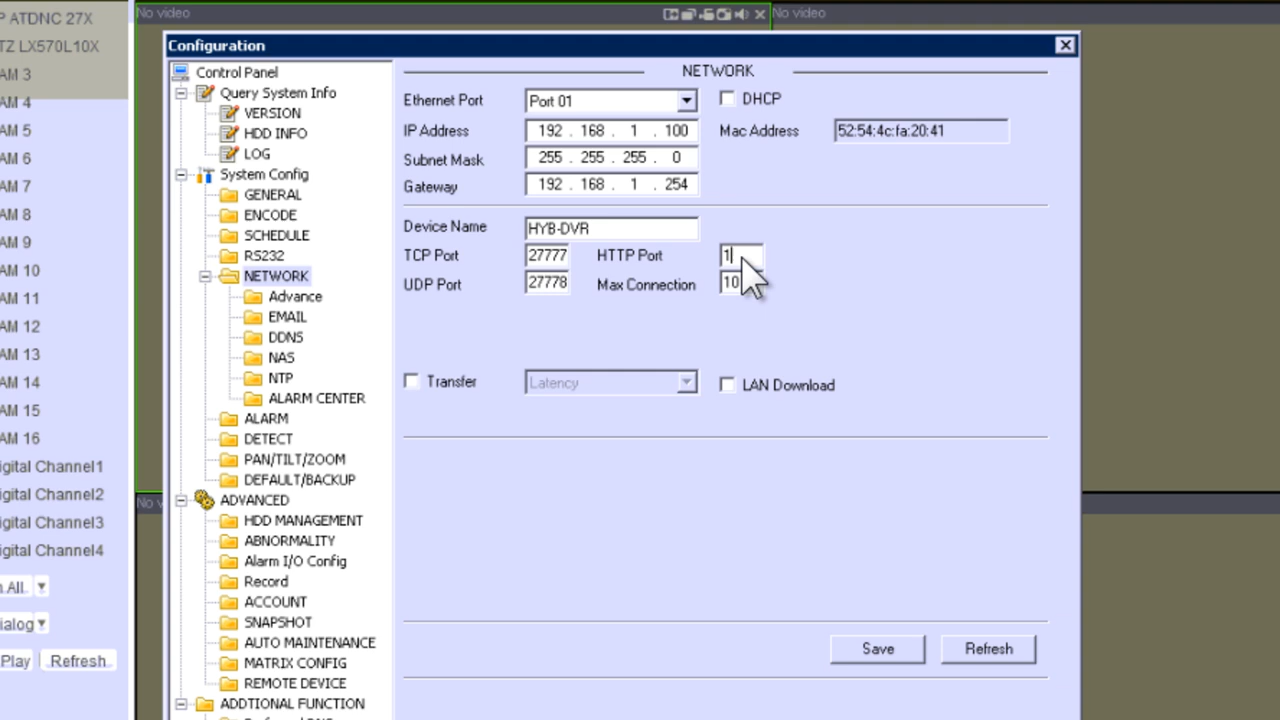 No video
No video
P ATDNC 27X
TZ LX570L10X
AM 3
AM 4
AM 5
AM 6
AM 7
AM 8
AM 9
AM 10
AM 11
AM 12
AM 13
AM 14
AM 15
AM 16
igital Channel1
igital Channel2
igital Channel3
igital Channel4
All..
ialog
Play Refresh
Configuration
Control Panel
Query System Info
VERSION
HDD INFO
LOG
System Config
GENERAL
ENCODE
SCHEDULE
RS232
NETWORK
Advance
EMAIL
DDNS
NAS
NTP
ALARM CENTER
ALARM
DETECT
PAN/TILT/ZOOM
DEFAULT/BACKUP
ADVANCED
HDD MANAGEMENT
ABNORMALITY
Alarm I/O Config
Record
ACCOUNT
SNAPSHOT
AUTO MAINTENANCE
MATRIX CONFIG
REMOTE DEVICE
ADDTIONAL FUNCTION
NETWORK
Ethernet Port Port 01 DHCP
IP Address 192 . 168 . 1 . 100 Mac Address 52:54:4c:fa:20:41
Subnet Mask 255 . 255 . 255 . 0
Gateway 192 . 168 . 1 . 254
Device Name HYB-DVR
TCP Port 27777 HTTP Port 1
UDP Port 27778 Max Connection 10
Transfer Latency LAN Download
Save Refresh
No v